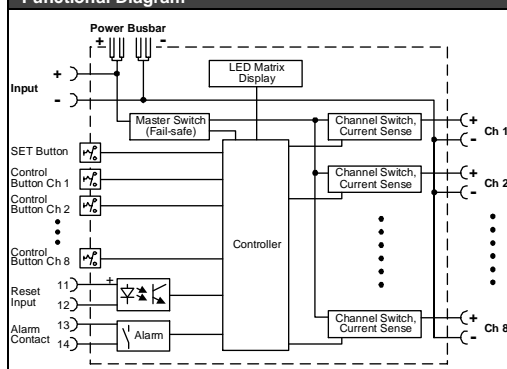 Functional Diagram
Power Busbar
+ -
Input
+
-
LED Matrix
Display
Master Switch
(Fail-safe)
Channel Switch,
Current Sense
+
-
Ch 1
SET Button
Control
Button Ch 1
Control
Button Ch 2
Control
Button Ch 8
Channel Switch,
Current Sense
+
-
Ch 2
Controller
Reset
Input
11
12
+
Alarm
Contact
13
14
Alarm
Channel Switch,
Current Sense
+
-
Ch 8